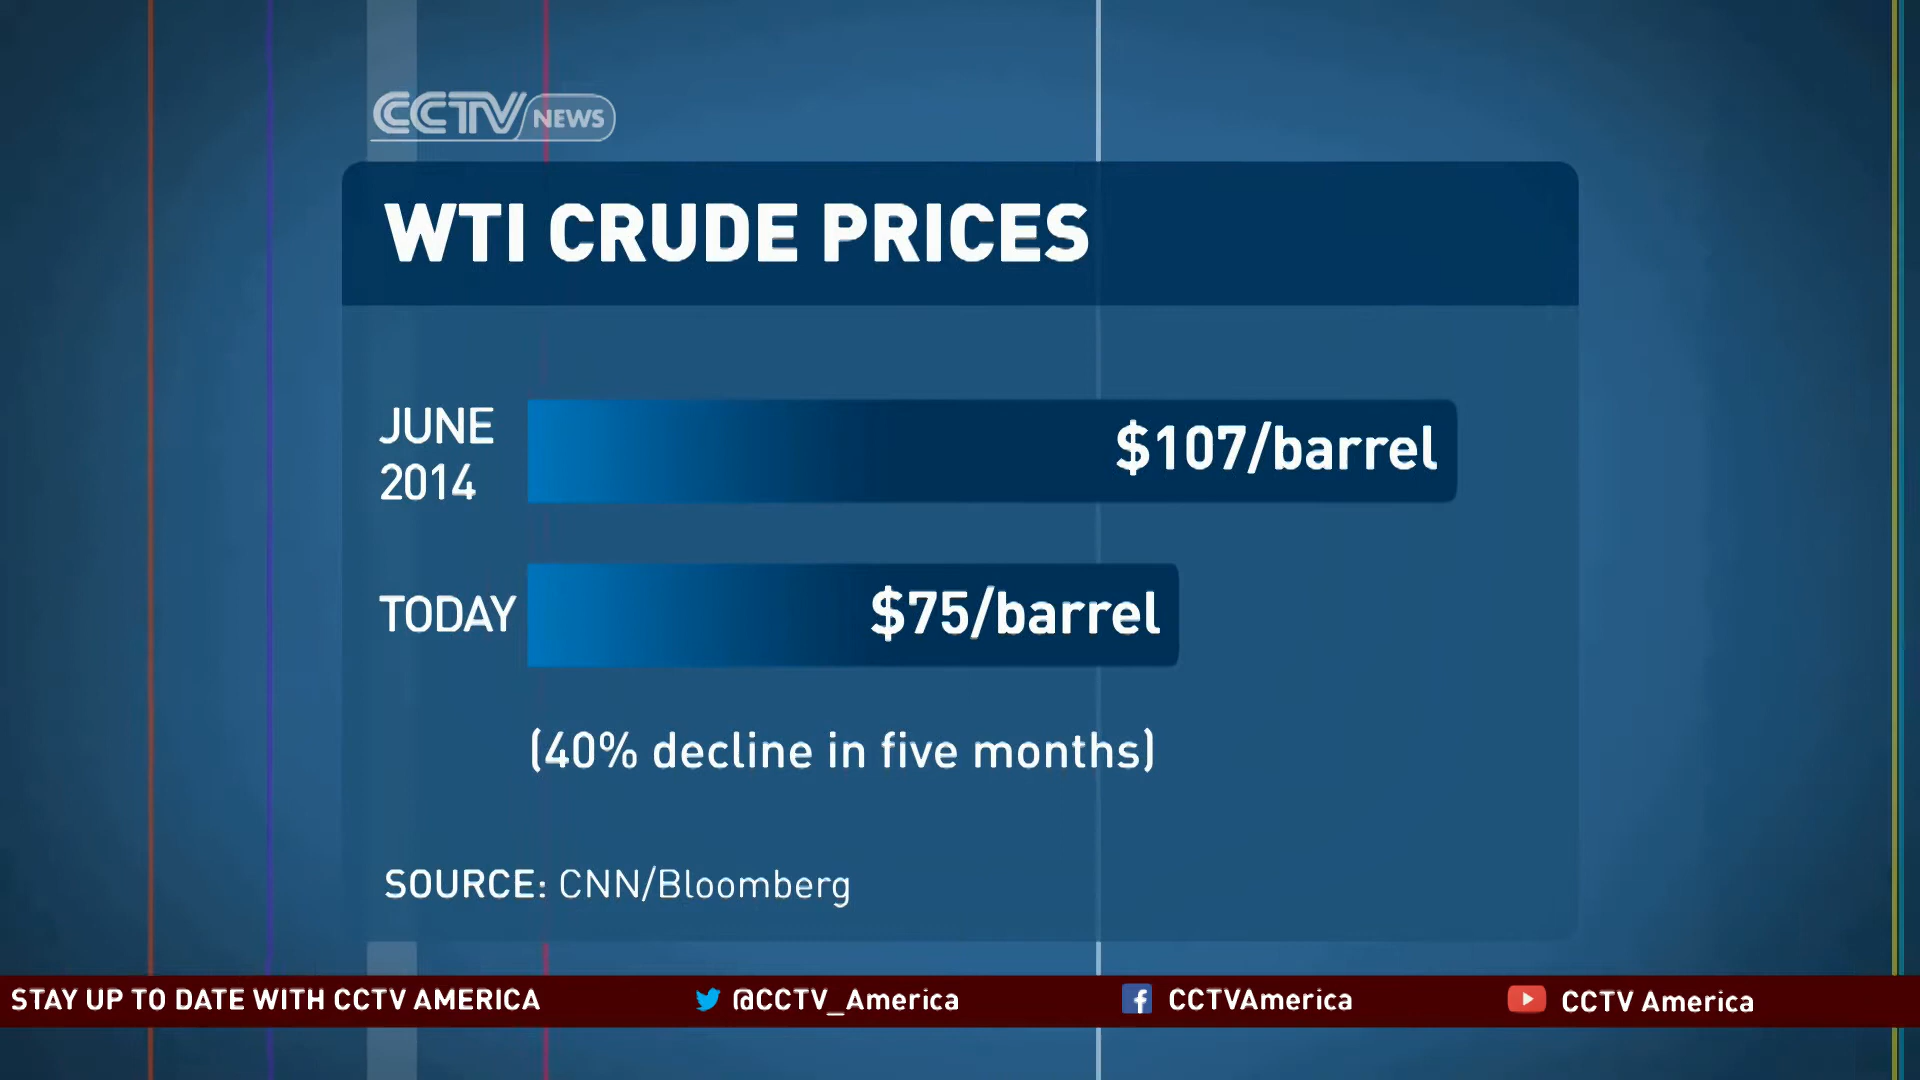 CCTV NEWS
WTI CRUDE PRICES
JUNE
2014
$107/barrel
TODAY
$75/barrel
(40% decline in five months)
SOURCE: CNN/Bloomberg
STAY UP TO DATE WITH CCTV AMERICA @CCTV_America CCTVAmerica CCTV America